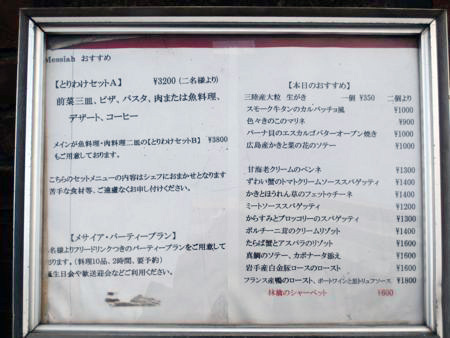 Messiah おすすめ
【とりわけセットA】 ¥3200 (二名様より)
前菜三皿、ピザ、パスタ、肉または魚料理、
デザート、コーヒー
メインが魚料理・肉料理二皿の【とりわけセットB】 ¥3800
もご用意しております。
こちらのセットメニューの内容はシェフにおまかせとなります
苦手な食材等、ご遠慮なくお申し付けください。
【メサイア・パーティープラン】
名様よりフリードリンクつきのパーティープランをご用意して
おります。(料理10品、2時間、要予約)
誕生日会や歓送迎会などご利用ください。
【本日のおすすめ】
三陸産大粒 生がき 一個 ¥350 二個より
スモーク牛タンのカルパッチョ風 ¥1000
色々きのこのマリネ ¥900
バーナ貝のエスカルゴバターオーブン焼き ¥1000
広島産かきと菜の花のソテー ¥1000
甘海老クリームのペンネ ¥1300
ずわい蟹のトマトクリームソーススパゲッティ ¥1400
かきとほうれん草のフェットゥチーネ ¥1400
ミートソーススパゲッティ ¥1200
からすみとブロッコリーのスパゲッティ ¥1300
ポルチーニ茸のクリームリゾット ¥1400
たらば蟹とアスパラのリゾット ¥1600
真鯛のソテー、カポナータ添え ¥1600
岩手産白金豚ロースのロースト ¥1600
フランス産鴨のロースト、ポートワインと黒トリュフソース ¥1800
林檎のシャーベット ¥600